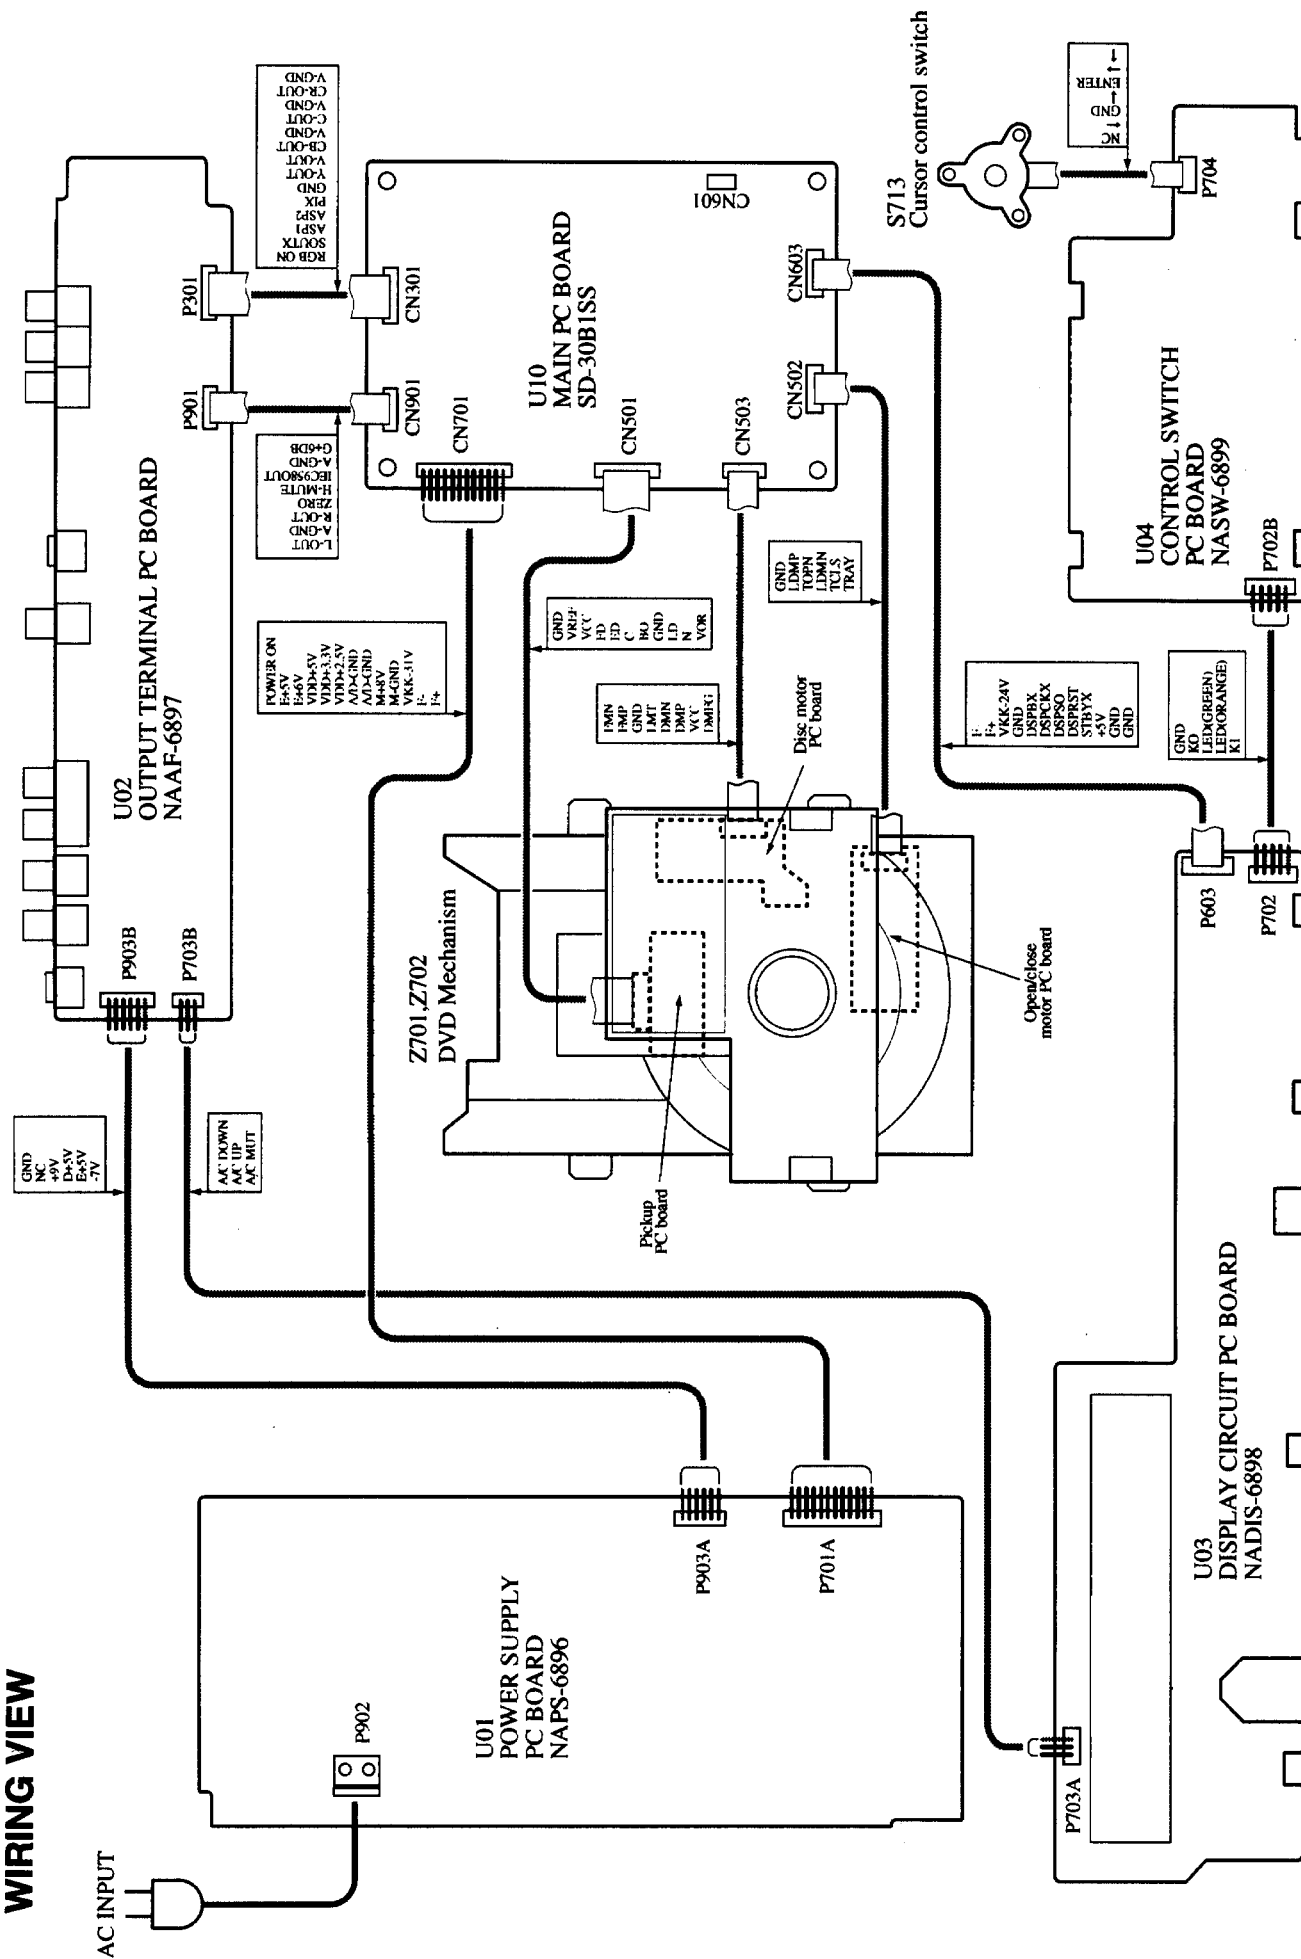 WIRING VIEW
AC INPUT
P902
U01
POWER SUPPLY
PC BOARD
NAPS-6896
P903A
P701A
GND
NC
+9V
D+5V
E+5V
-7V
A/C DOWN
A/C UP
A/C MUT
P903B
P703B
U02
OUTPUT TERMINAL PC BOARD
NAAF-6897
P901
P301
L-OUT
A-GND
R-OUT
ZERO
H-MUTE
IEC958OUT
A-GND
G+6DB
RGB ON
SOUTX
ASP1
ASP2
PIX
GND
Y-OUT
V-OUT
CB-OUT
V-GND
C-OUT
V-GND
CR-OUT
V-GND
CN901
CN301
CN701
CN501
CN503
CN502
CN603
CN601
U10
MAIN PC BOARD
SD-30B1SS
POWER ON
E+5V
E+6V
VDD+5V
VDD+3.3V
VDD+2.5V
A/D-GND
A/D-GND
M+8V
M-GND
VKK-31V
F-
F+
GND
VREF
VCC
FD
ED
C
BO
GND
LD
N
VOR
FMN
FMP
GND
LMT
DMN
DMP
VCC
DMFG
GND
LDMP
TOPN
LDMN
TCLS
TRAY
Z701,Z702
DVD Mechanism
Pickup
PC board
Disc motor
PC board
Open/close
motor PC board
F-
F+
VKK-24V
GND
DSPBX
DSPCKX
DSPSO
DSPRST
STBYX
+5V
GND
GND
S713
Cursor control switch
NC
↑
GND
←
ENTER
↑
→
P704
U04
CONTROL SWITCH
PC BOARD
NASW-6899
P702B
GND
KO
LED(GREEN)
LED(ORANGE)
K1
P603
P702
U03
DISPLAY CIRCUIT PC BOARD
NADIS-6898
P703A